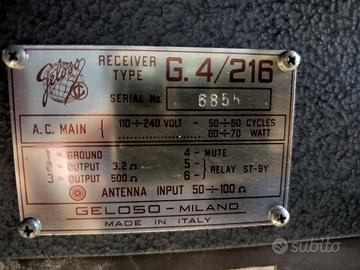 Geloso
RECEIVER TYPE G. 4/216
SERIAL No.
A.C. MAIN 110÷240 VOLT - 50÷60 CYCLES
60÷70 WATT
1 - GROUND 4 - MUTE
2 - OUTPUT 3.2 Ω 5 -
3 - OUTPUT 500 Ω 6 - RELAY ST-BY
ANTENNA INPUT 50÷100 Ω
GELOSO - MILANO
MADE IN ITALY
subito